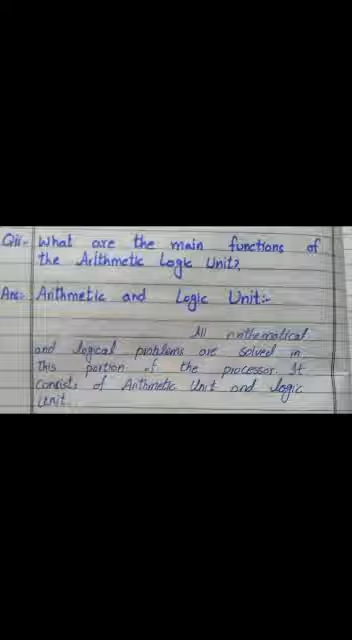 Qii:- What are the main functions of
the Arithmetic Logic Unit?
Ans:- Arithmetic and Logic Unit:-
All mathematical
and logical problems are solved in
this portion of the processor. It
consists of Arithmetic Unit and logic
unit.